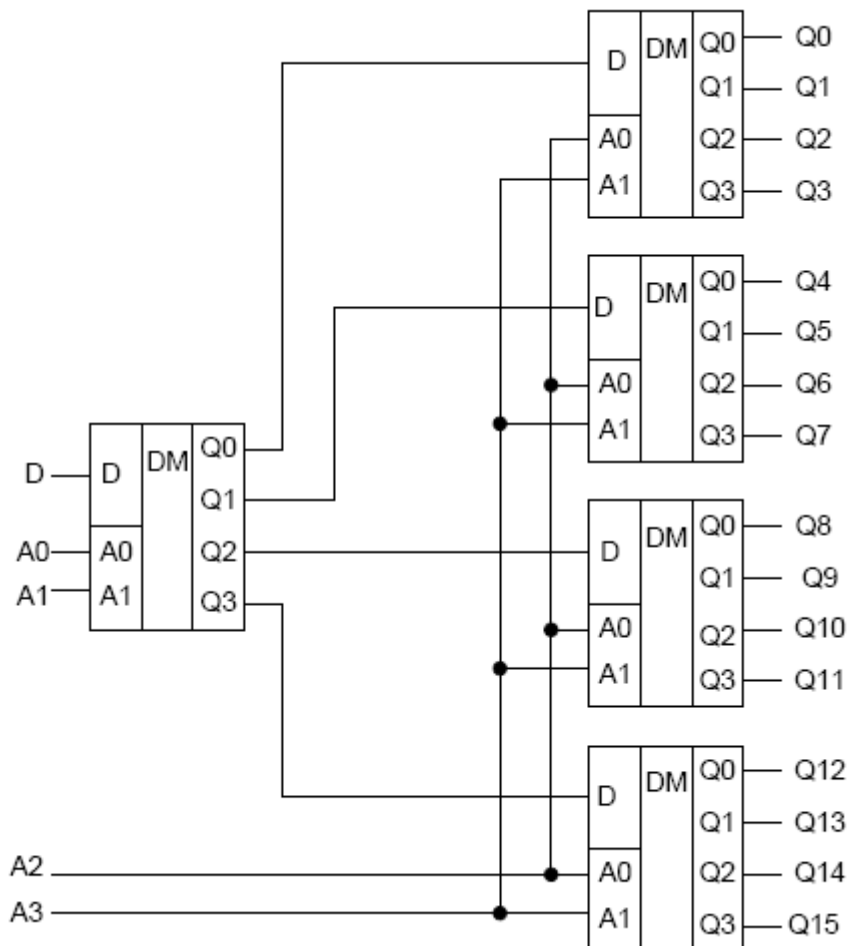 D DM Q0 Q0
Q1 Q1
A0 Q2 Q2
A1 Q3 Q3
D DM Q0 Q4
Q1 Q5
A0 Q2 Q6
A1 Q3 Q7
D D DM Q0
Q1
A0 A0 Q2
A1 A1 Q3
D DM Q0 Q8
Q1 Q9
A0 Q2 Q10
A1 Q3 Q11
D DM Q0 Q12
Q1 Q13
A2 A0 Q2 Q14
A3 A1 Q3 Q15